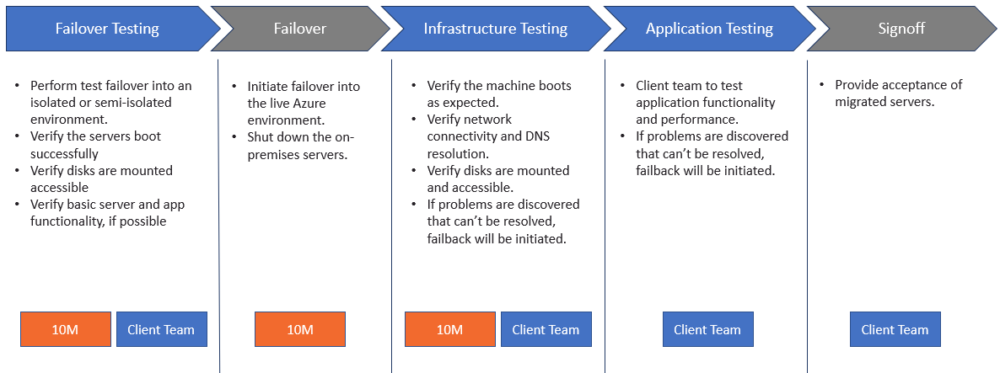 Failover Testing
Failover
Infrastructure Testing
Application Testing
Signoff
• Perform test failover into an
isolated or semi-isolated
environment.
• Verify the servers boot
successfully
• Verify disks are mounted
accessible
• Verify basic server and app
functionality, if possible
• Initiate failover into
the live Azure
environment.
• Shut down the on-
premises servers.
• Verify the machine boots
as expected.
• Verify network
connectivity and DNS
resolution.
• Verify disks are mounted
and accessible.
• If problems are discovered
that can’t be resolved,
failback will be initiated.
• Client team to test
application functionality
and performance.
• If problems are discovered
that can’t be resolved,
failback will be initiated.
• Provide acceptance of
migrated servers.
10M
Client Team
10M
10M
Client Team
Client Team
Client Team